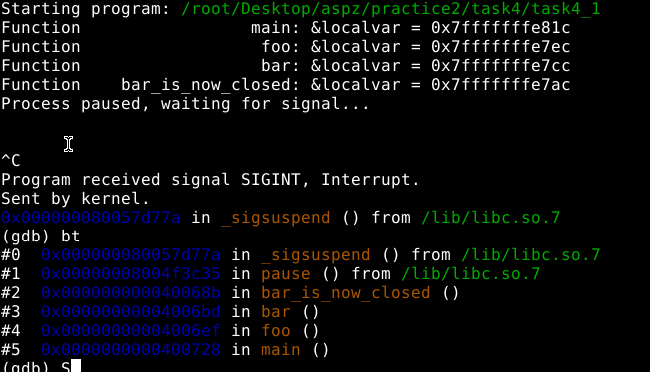 Starting program: /root/Desktop/aspz/practice2/task4/task4_1
Function                 main: &localvar = 0x7fffffffe81c
Function                  foo: &localvar = 0x7fffffffe7ec
Function                  bar: &localvar = 0x7fffffffe7cc
Function    bar_is_now_closed: &localvar = 0x7fffffffe7ac
Process paused, waiting for signal...
^C
Program received signal SIGINT, Interrupt.
Sent by kernel.
0x000000080057d77a in _sigsuspend () from /lib/libc.so.7
(gdb) bt
#0  0x000000080057d77a in _sigsuspend () from /lib/libc.so.7
#1  0x00000008004f3c35 in pause () from /lib/libc.so.7
#2  0x000000000040068b in bar_is_now_closed ()
#3  0x00000000004006bd in bar ()
#4  0x00000000004006ef in foo ()
#5  0x0000000000400728 in main ()
(gdb) S